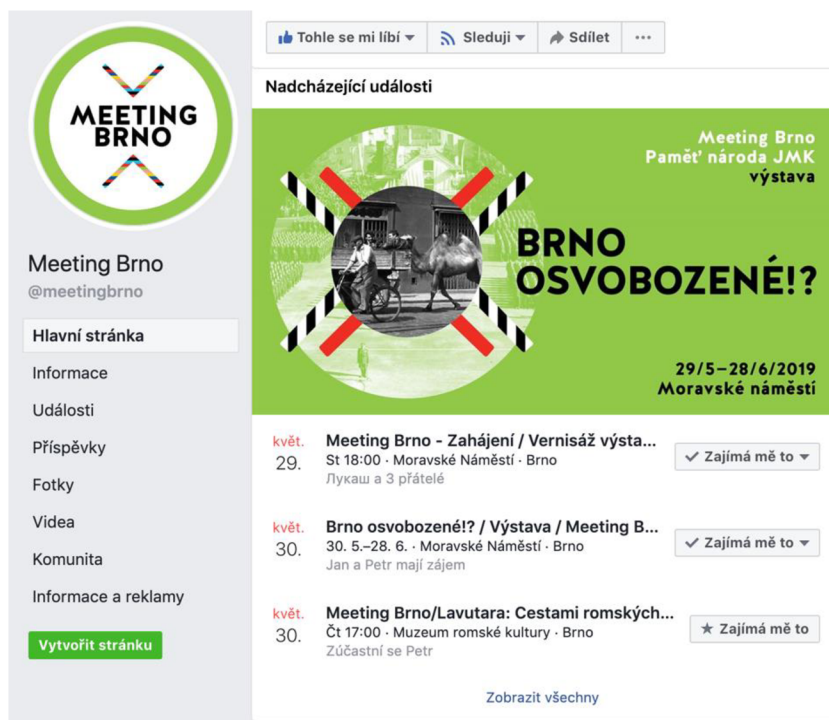 MEETING
BRNO
Meeting Brno
@meetingbrno
Hlavní stránka
Informace
Události
Příspěvky
Fotky
Videa
Komunita
Informace a reklamy
Vytvořit stránku
Tohle se mi líbí
Sleduji
Sdílet
Nadcházející události
Meeting Brno
Paměť národa JMK
výstava
BRNO
OSVOBOZENÉ!?
29/5–28/6/2019
Moravské náměstí
květ.
29.
Meeting Brno - Zahájení / Vernisáž výsta...
St 18:00 · Moravské Náměstí · Brno
Лукаш a 3 přátelé
Zajímá mě to
květ.
30.
Brno osvobozené!? / Výstava / Meeting B...
30. 5.–28. 6. · Moravské Náměstí · Brno
Jan a Petr mají zájem
Zajímá mě to
květ.
30.
Meeting Brno/Lavutara: Cestami romských...
Čt 17:00 · Muzeum romské kultury · Brno
Zúčastní se Petr
Zajímá mě to
Zobrazit všechny